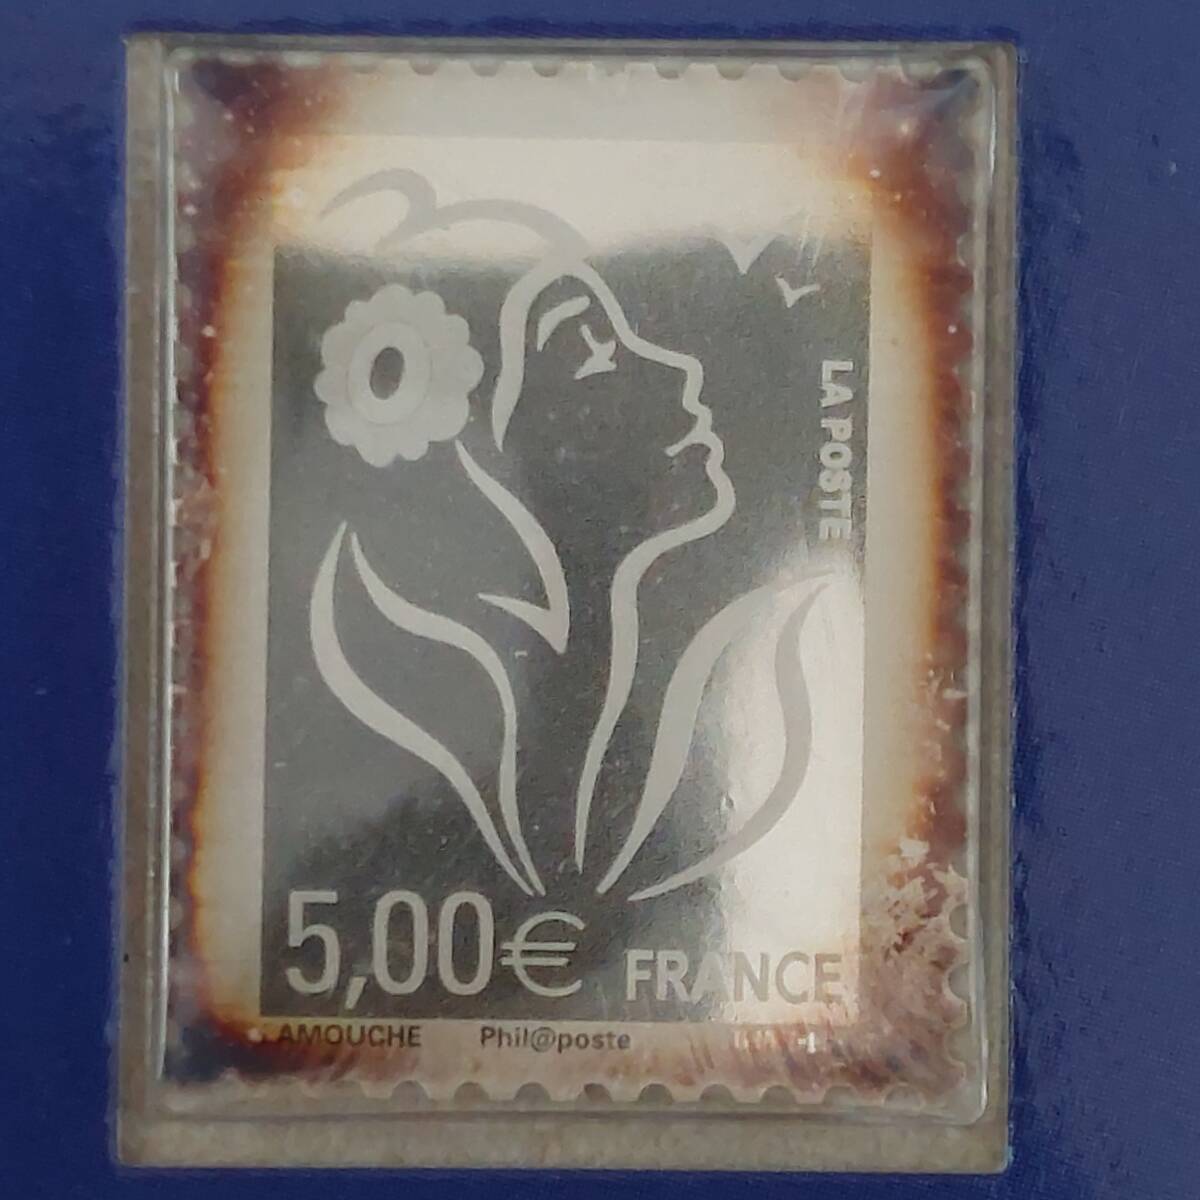 LA POSTE
5,00€ FRANCE
AMOUCHE Phil@poste